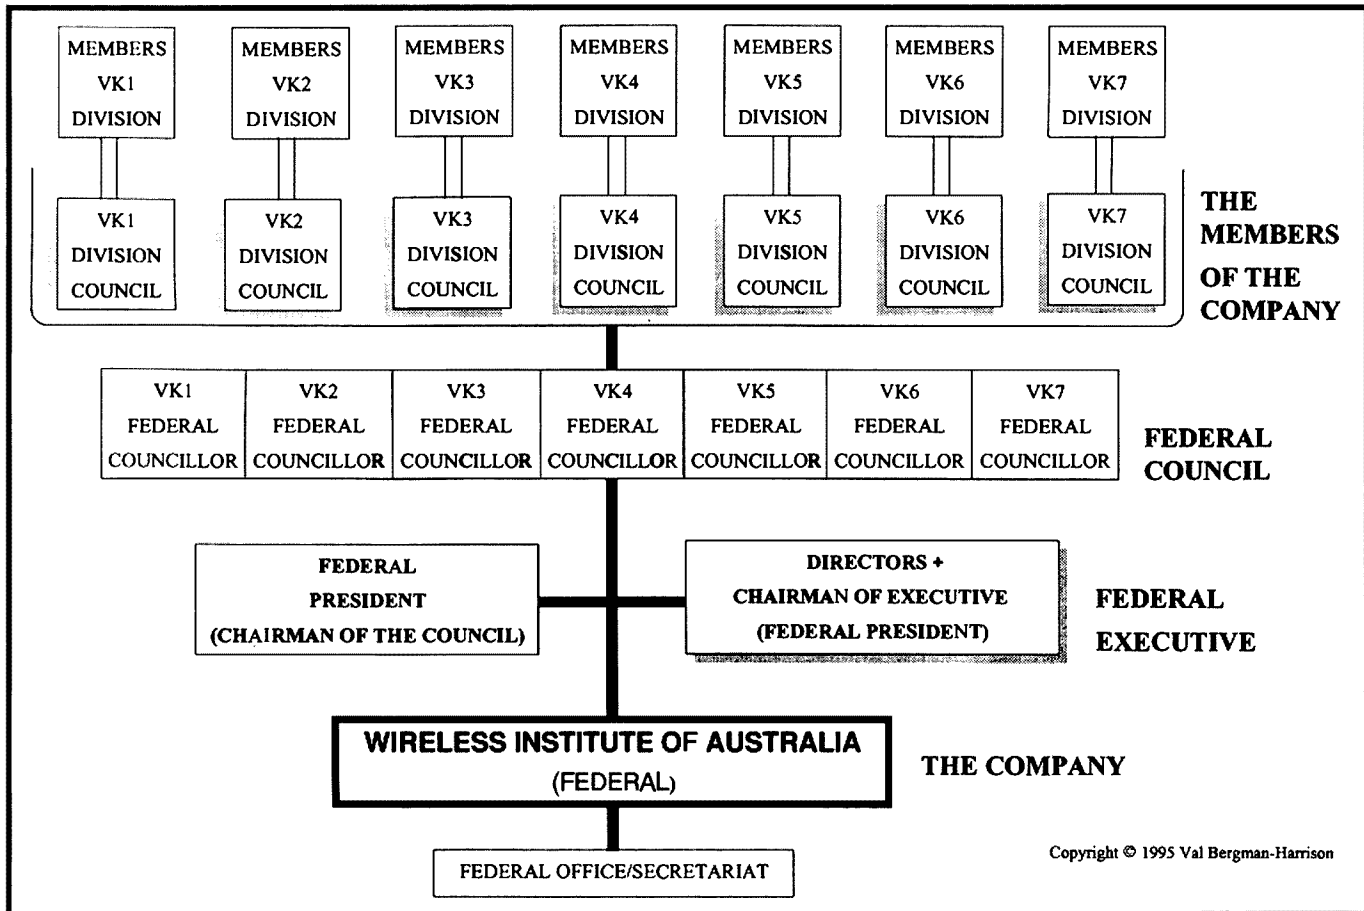 MEMBERS
VK1
DIVISION
MEMBERS
VK2
DIVISION
MEMBERS
VK3
DIVISION
MEMBERS
VK4
DIVISION
MEMBERS
VK5
DIVISION
MEMBERS
VK6
DIVISION
MEMBERS
VK7
DIVISION
VK1
DIVISION
COUNCIL
VK2
DIVISION
COUNCIL
VK3
DIVISION
COUNCIL
VK4
DIVISION
COUNCIL
VK5
DIVISION
COUNCIL
VK6
DIVISION
COUNCIL
VK7
DIVISION
COUNCIL
THE
MEMBERS
OF THE
COMPANY
VK1
FEDERAL
COUNCILLOR
VK2
FEDERAL
COUNCILLOR
VK3
FEDERAL
COUNCILLOR
VK4
FEDERAL
COUNCILLOR
VK5
FEDERAL
COUNCILLOR
VK6
FEDERAL
COUNCILLOR
VK7
FEDERAL
COUNCILLOR
FEDERAL
COUNCIL
FEDERAL
PRESIDENT
(CHAIRMAN OF THE COUNCIL)
DIRECTORS +
CHAIRMAN OF EXECUTIVE
(FEDERAL PRESIDENT)
FEDERAL
EXECUTIVE
WIRELESS INSTITUTE OF AUSTRALIA
(FEDERAL)
THE COMPANY
FEDERAL OFFICE/SECRETARIAT
Copyright © 1995 Val Bergman-Harrison